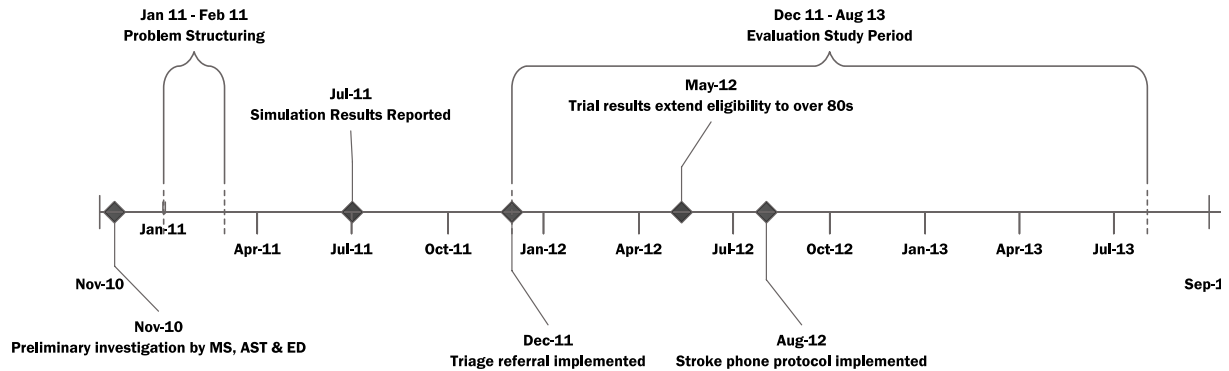 Jan 11 - Feb 11
Problem Structuring
Dec 11 - Aug 13
Evaluation Study Period
Jul-11
Simulation Results Reported
May-12
Trial results extend eligibility to over 80s
Jan-11
Apr-11
Jul-11
Oct-11
Jan-12
Apr-12
Jul-12
Oct-12
Jan-13
Apr-13
Jul-13
Nov-10
Nov-10
Preliminary investigation by MS, AST & ED
Dec-11
Triage referral implemented
Aug-12
Stroke phone protocol implemented